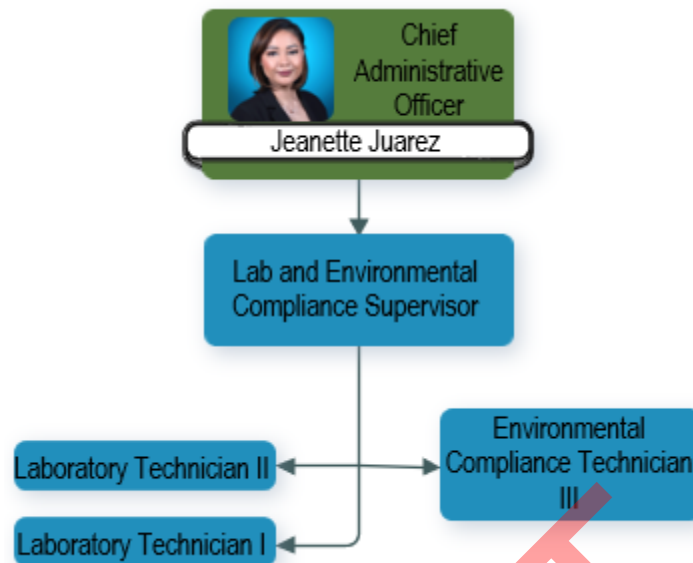 Chief
Administrative
Officer
Jeanette Juarez
Lab and Environmental
Compliance Supervisor
Laboratory Technician II
Environmental
Compliance Technician
III
Laboratory Technician I